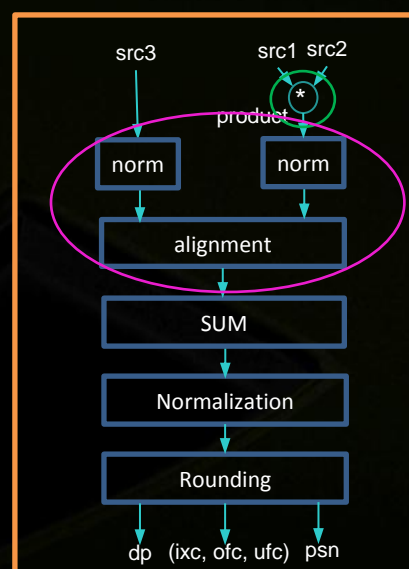 src3
src1 src2
*
product
norm norm
alignment
SUM
Normalization
Rounding
dp (ixc, ofc, ufc) psn